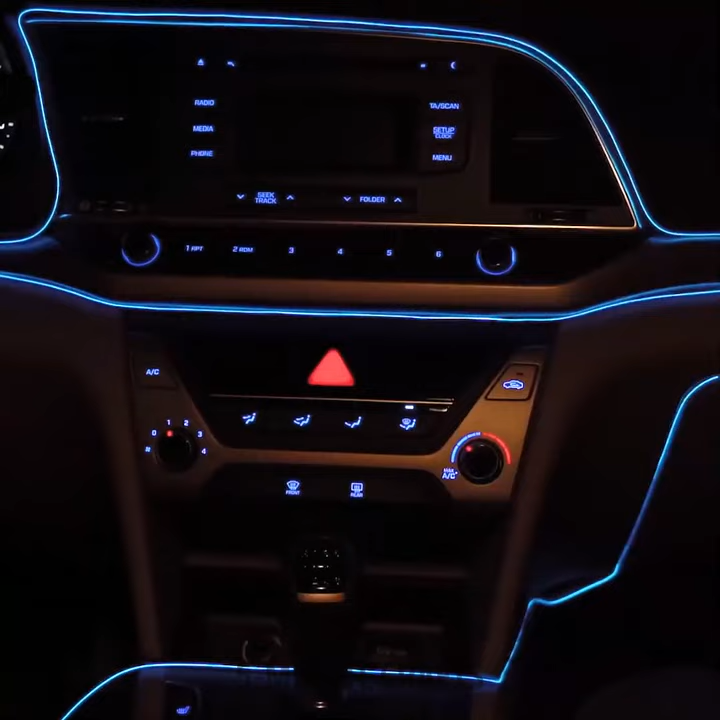 RADIO
TA/SCAN
MEDIA
SETUP
CLOCK
PHONE
MENU
SEEK
TRACK
FOLDER
1 RPT
2 RDM
3
4
5
6
A/C
0
1
2
3
4
MAX
A/C
FRONT
REAR